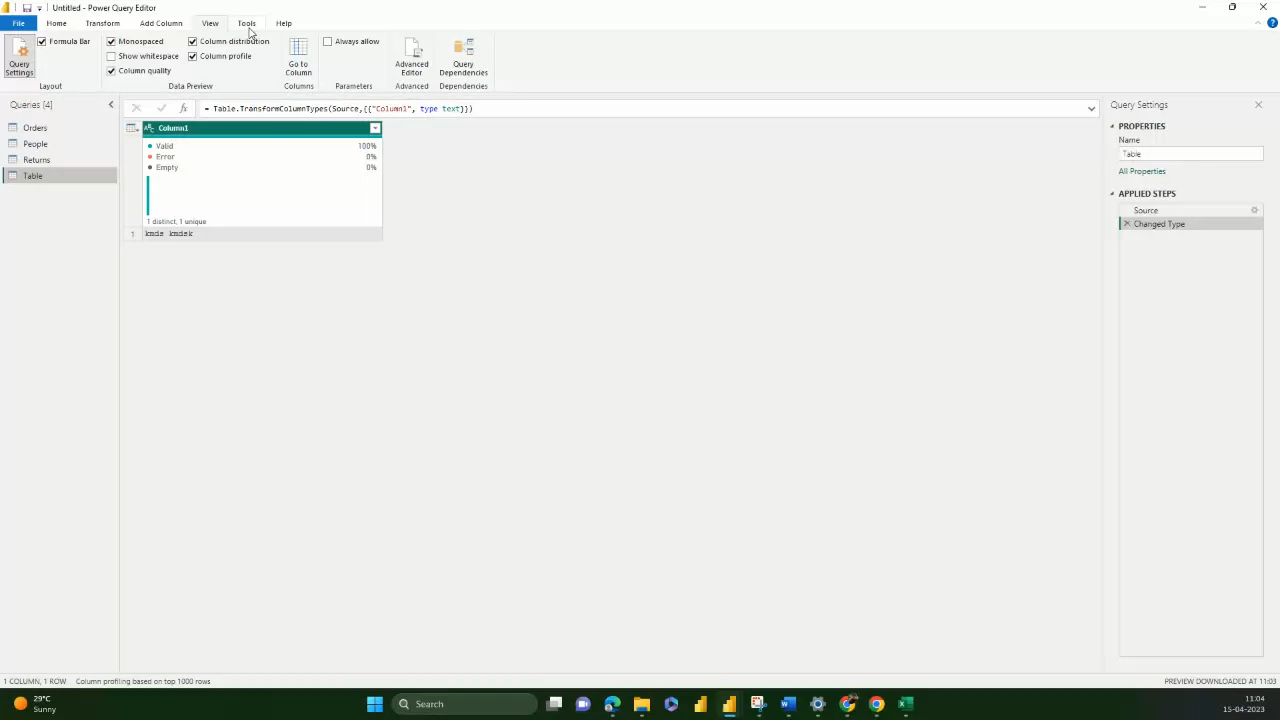 Untitled - Power Query Editor
File Home Transform Add Column View Tools Help
Query Settings
Formula Bar
Layout
Monospaced
Show whitespace
Column quality
Column distribution
Column profile
Data Preview
Go to Column
Columns
Always allow
Parameters
Advanced Editor
Advanced
Query Dependencies
Dependencies
Queries [4]
Orders
People
Returns
Table
= Table.TransformColumnTypes(Source,{{"Column1", type text}})
Column1
Valid 100%
Error 0%
Empty 0%
1 distinct, 1 unique
1 kmds kmdsk
Query Settings
PROPERTIES
Name
Table
All Properties
APPLIED STEPS
Source
Changed Type
1 COLUMN, 1 ROW Column profiling based on top 1000 rows
PREVIEW DOWNLOADED AT 11:03
29°C
Sunny
Search
11:04
15-04-2023